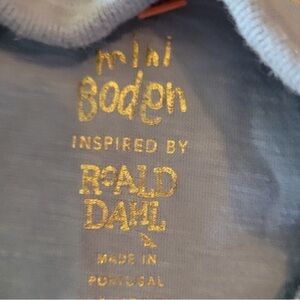 mini
Boden
INSPIRED BY
ROALD
DAHL
MADE IN
PORTUGAL